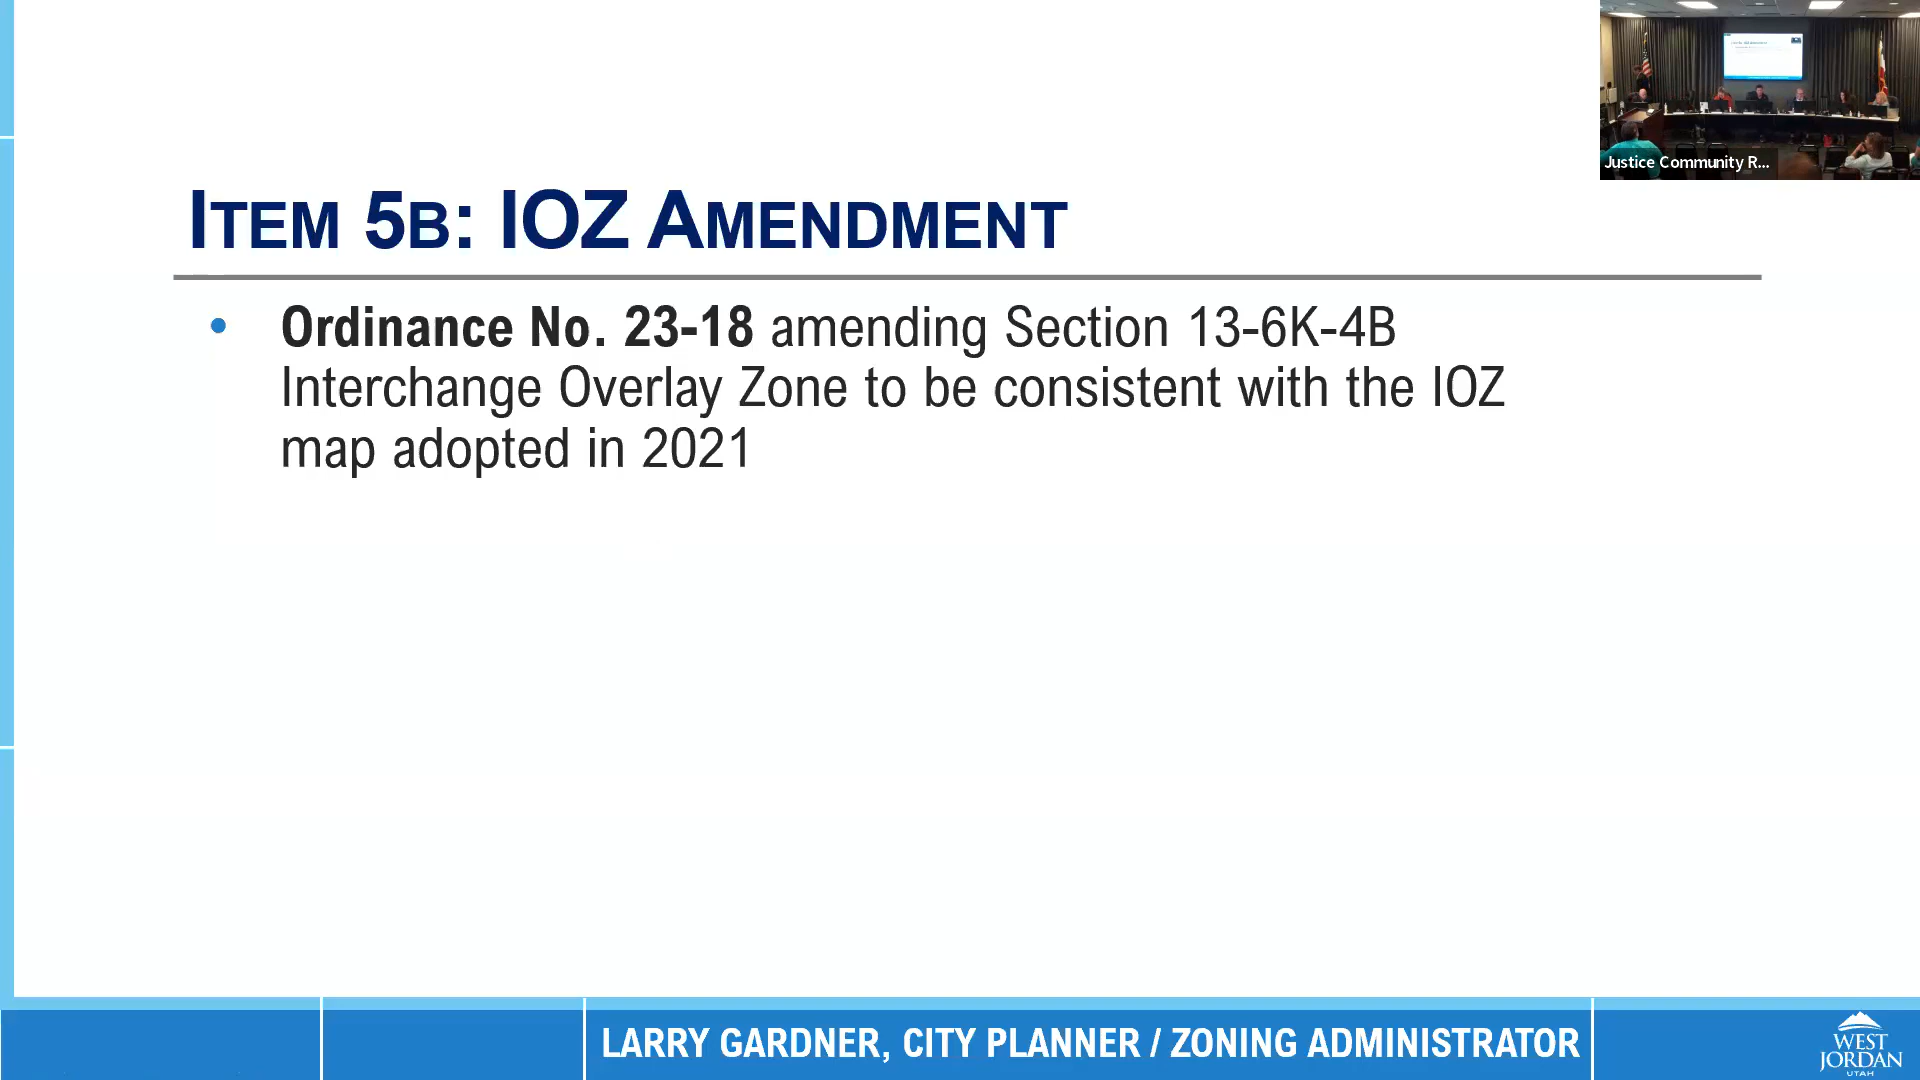 Justice Community R...
ITEM 5B: IOZ AMENDMENT
• Ordinance No. 23-18 amending Section 13-6K-4B
Interchange Overlay Zone to be consistent with the IOZ
map adopted in 2021
LARRY GARDNER, CITY PLANNER / ZONING ADMINISTRATOR
WEST
JORDAN
UTAH